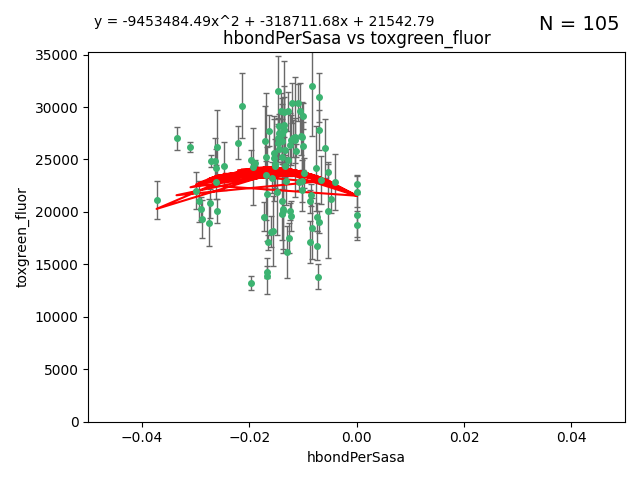 y = -9453484.49x^2 + -318711.68x + 21542.79
N = 105
hbondPerSasa vs toxgreen_fluor
35000
30000
25000
20000
15000
10000
5000
0
toxgreen_fluor
−0.04
−0.02
0.00
0.02
0.04
hbondPerSasa